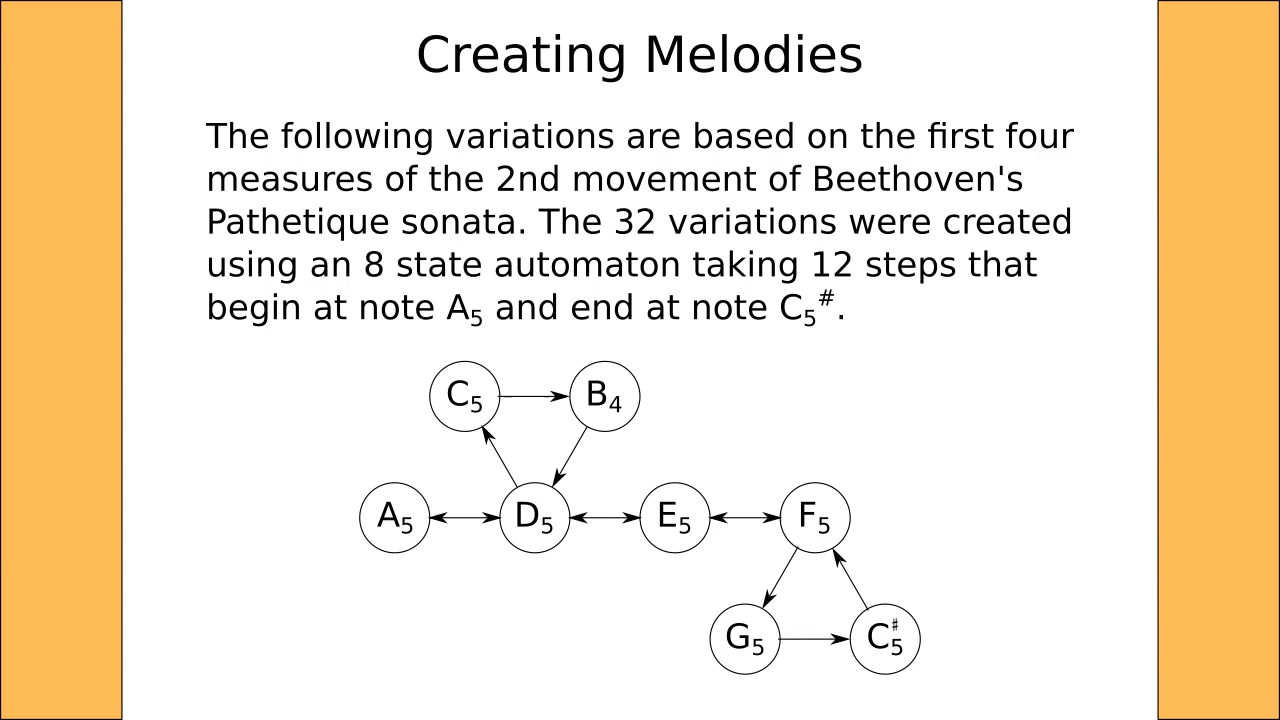 Creating Melodies
The following variations are based on the first four
measures of the 2nd movement of Beethoven's
Pathetique sonata. The 32 variations were created
using an 8 state automaton taking 12 steps that
begin at note A₅ and end at note C₅#.
C₅ B₄
A₅ D₅ E₅ F₅
G₅ C₅♯